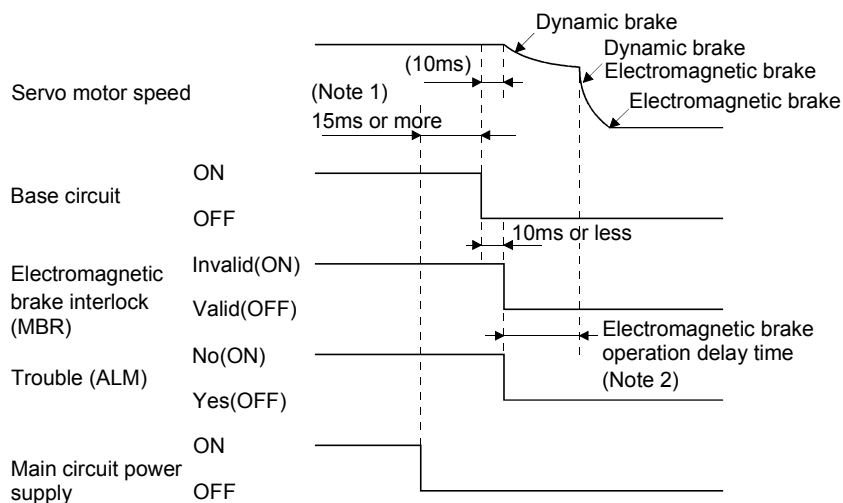 Dynamic brake
Dynamic brake
Electromagnetic brake
Electromagnetic brake
(10ms)
Servo motor speed
(Note 1)
15ms or more
Base circuit
ON
OFF
10ms or less
Electromagnetic
brake interlock
(MBR)
Invalid(ON)
Valid(OFF)
Electromagnetic brake
operation delay time
(Note 2)
Trouble (ALM)
No(ON)
Yes(OFF)
Main circuit power
supply
ON
OFF